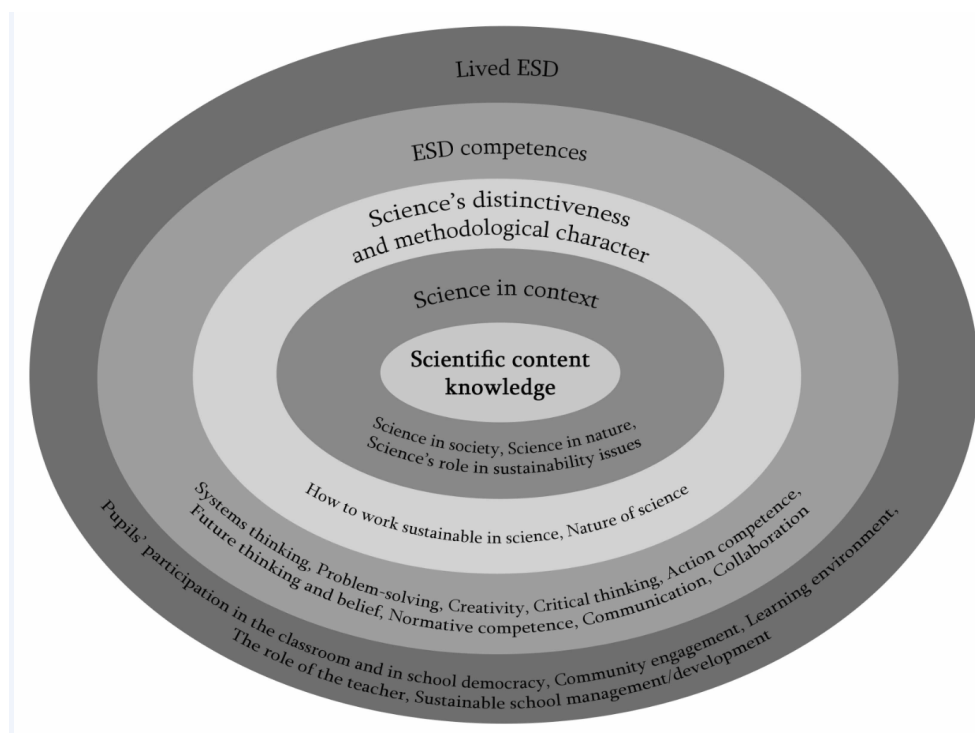 Lived ESD
ESD competences
Science's distinctiveness
and methodological character
Science in context
Scientific content
knowledge
Science in society, Science in nature,
Science's role in sustainability issues
How to work sustainable in science, Nature of science
Systems thinking, Problem-solving, Creativity, Critical thinking, Action competence,
Future thinking and belief, Normative competence, Communication, Collaboration
Pupils' participation in the classroom and in school democracy, Community engagement, Learning environment,
The role of the teacher, Sustainable school management/development